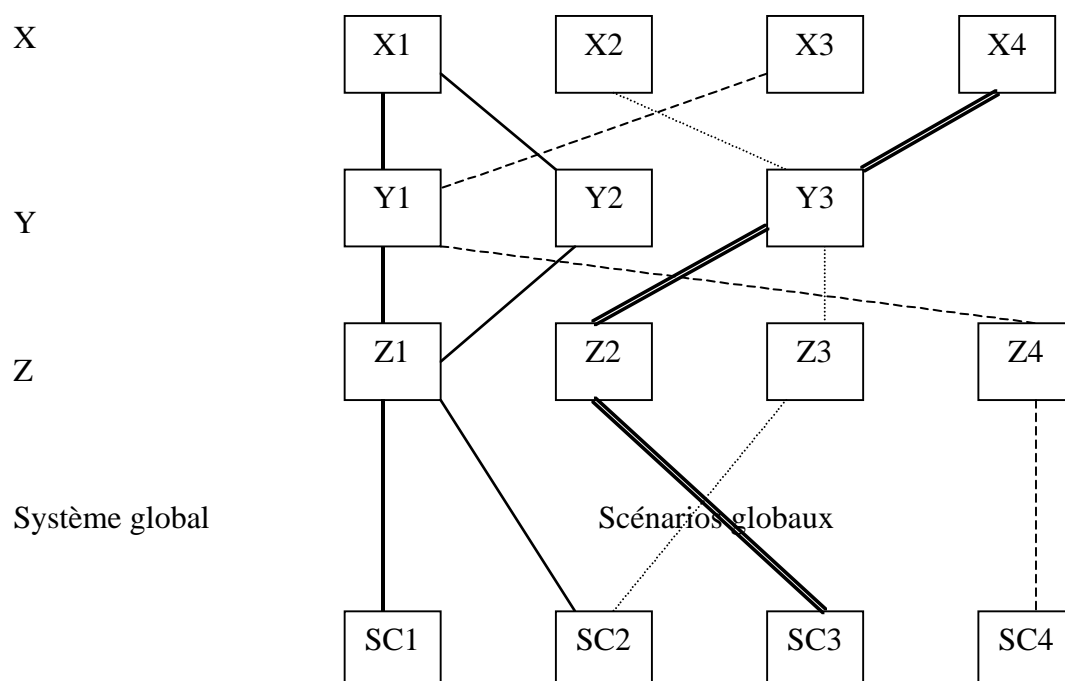 X X1 X2 X3 X4
Y Y1 Y2 Y3
Z Z1 Z2 Z3 Z4
Système global Scénarios globaux
SC1 SC2 SC3 SC4